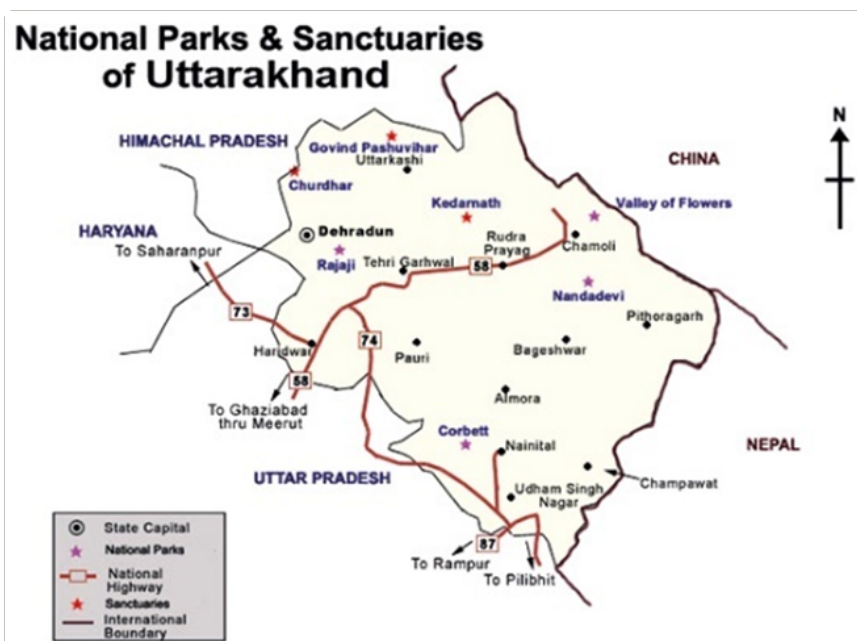 National Parks & Sanctuaries
of Uttarakhand
N
HIMACHAL PRADESH
Govind Pashuvihar
Uttarkashi
CHINA
Churdhar
Kedarnath
Valley of Flowers
HARYANA
Dehradun
Rudra
Prayag
Chamoli
To Saharanpur
Rajaji
Tehri Garhwal
58
Nandadevi
73
Pithoragarh
74
Haridwar
Pauri
Bageshwar
58
Almora
To Ghaziabad
thru Meerut
Corbett
Nainital
NEPAL
UTTAR PRADESH
Champawat
Udham Singh
Nagar
87
To Rampur
To Pilibhit
State Capital
National Parks
National
Highway
Sanctuaries
International
Boundary